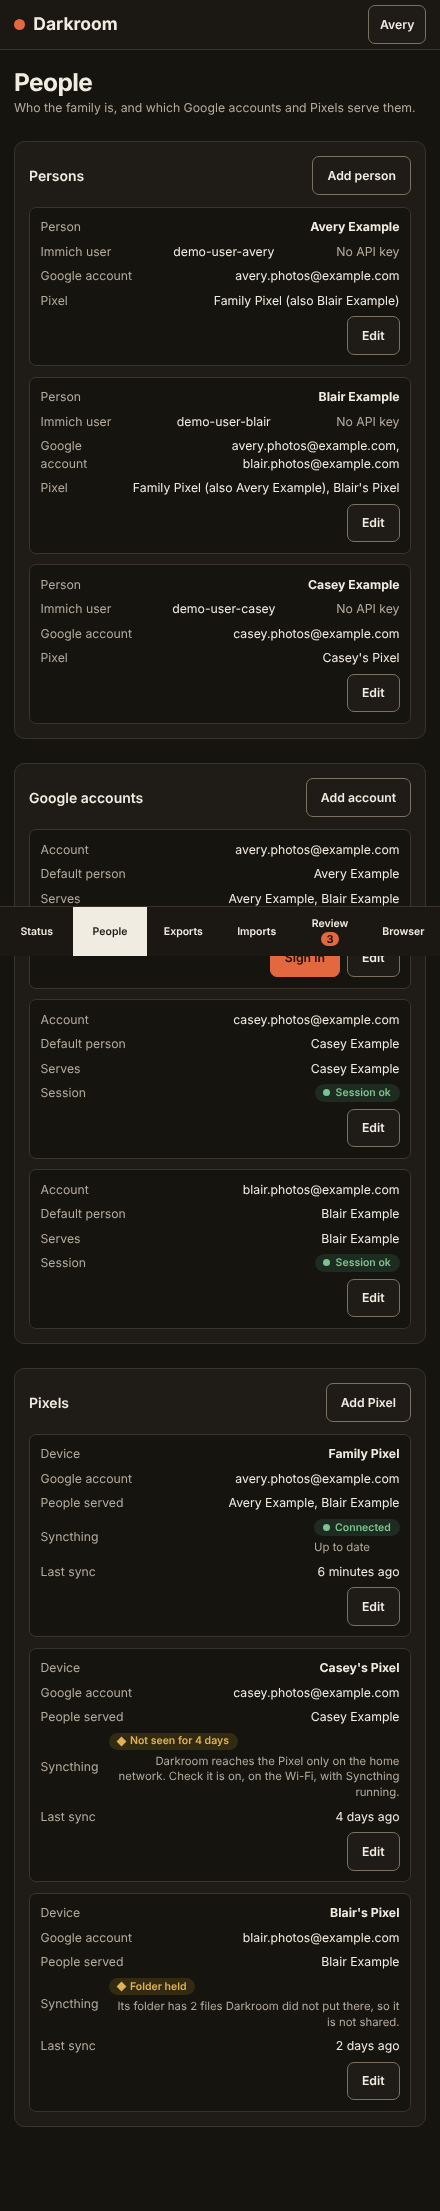 Darkroom
Avery
People
Who the family is, and which Google accounts and Pixels serve them.
Persons
Add person
Person
Avery Example
Immich user
demo-user-avery
No API key
Google account
avery.photos@example.com
Pixel
Family Pixel (also Blair Example)
Edit
Person
Blair Example
Immich user
demo-user-blair
No API key
Google
account
avery.photos@example.com,
blair.photos@example.com
Pixel
Family Pixel (also Avery Example), Blair's Pixel
Edit
Person
Casey Example
Immich user
demo-user-casey
No API key
Google account
casey.photos@example.com
Pixel
Casey's Pixel
Edit
Google accounts
Add account
Account
avery.photos@example.com
Default person
Avery Example
Serves
Avery Example, Blair Example
Status
People
Exports
Imports
Review
3
Browser
Sign in
Edit
Account
casey.photos@example.com
Default person
Casey Example
Serves
Casey Example
Session
Session ok
Edit
Account
blair.photos@example.com
Default person
Blair Example
Serves
Blair Example
Session
Session ok
Edit
Pixels
Add Pixel
Device
Family Pixel
Google account
avery.photos@example.com
People served
Avery Example, Blair Example
Syncthing
Connected
Up to date
Last sync
6 minutes ago
Edit
Device
Casey's Pixel
Google account
casey.photos@example.com
People served
Casey Example
Syncthing
Not seen for 4 days
Darkroom reaches the Pixel only on the home
network. Check it is on, on the Wi-Fi, with Syncthing
running.
Last sync
4 days ago
Edit
Device
Blair's Pixel
Google account
blair.photos@example.com
People served
Blair Example
Syncthing
Folder held
Its folder has 2 files Darkroom did not put there, so it
is not shared.
Last sync
2 days ago
Edit